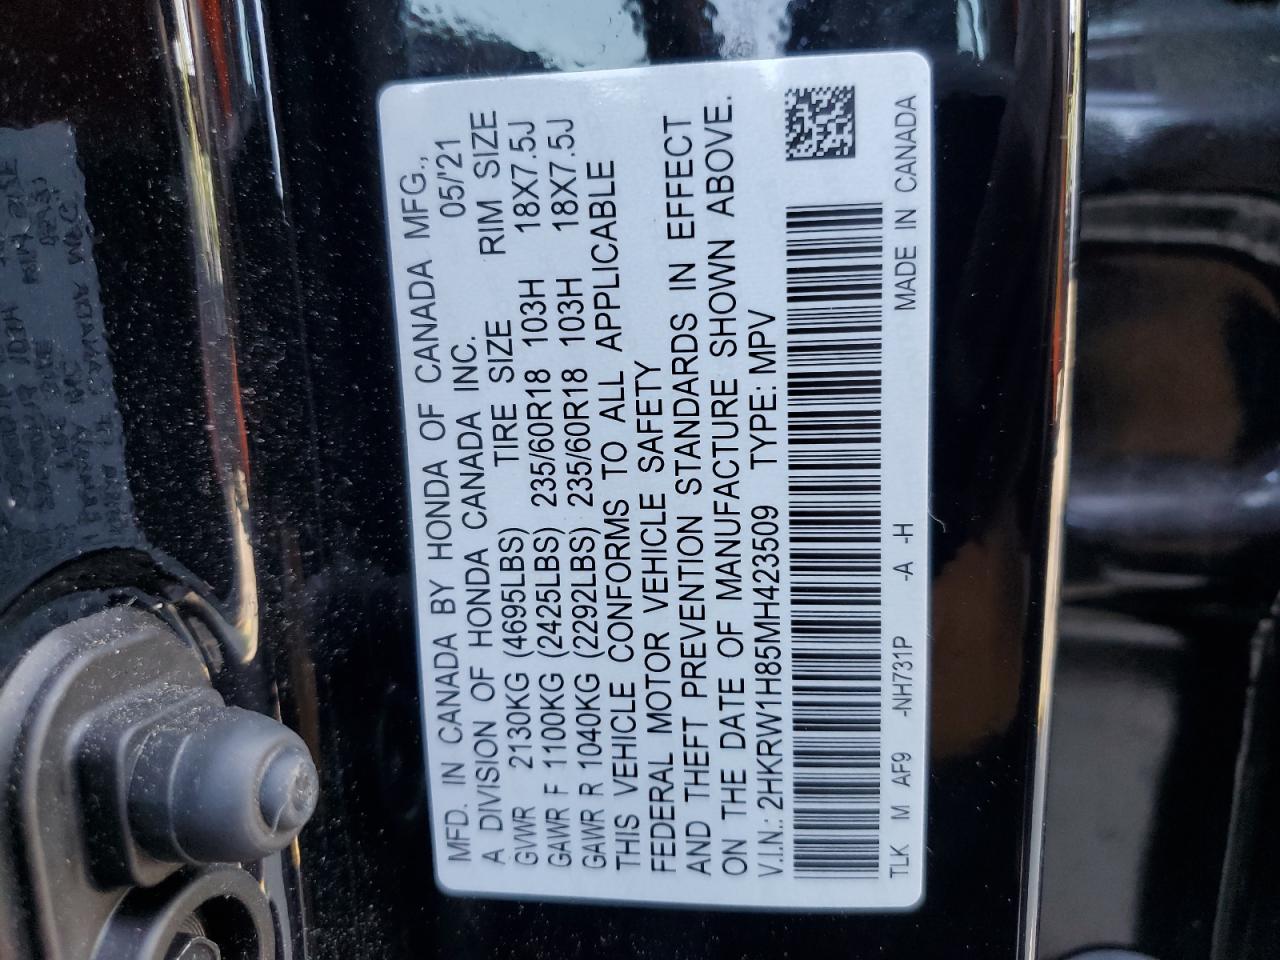 MFD. IN CANADA BY HONDA OF CANADA MFG.,
A DIVISION OF HONDA CANADA INC. 05/'21
GVWR 2130KG (4695LBS) TIRE SIZE RIM SIZE
GAWR F 1100KG (2425LBS) 235/60R18 103H 18X7.5J
GAWR R 1040KG (2292LBS) 235/60R18 103H 18X7.5J
THIS VEHICLE CONFORMS TO ALL APPLICABLE
FEDERAL MOTOR VEHICLE SAFETY
AND THEFT PREVENTION STANDARDS IN EFFECT
ON THE DATE OF MANUFACTURE SHOWN ABOVE.
V.I.N.: 2HKRW1H85MH423509 TYPE: MPV
TLK M AF9 -NH731P -A -H MADE IN CANADA